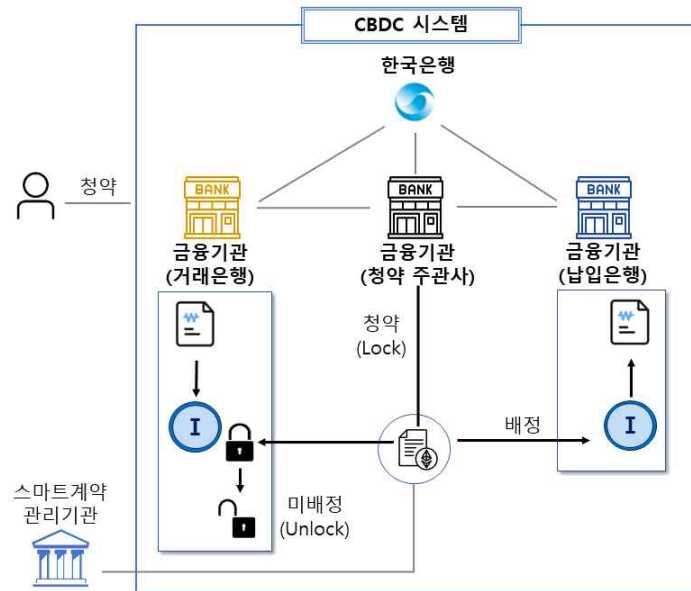 CBDC 시스템
한국은행
청약
BANK
BANK
BANK
금융기관
(거래은행)
금융기관
(청약 주관사)
금융기관
(납입은행)
₩
₩
청약
(Lock)
I
I
배정
미배정
(Unlock)
스마트계약
관리기관